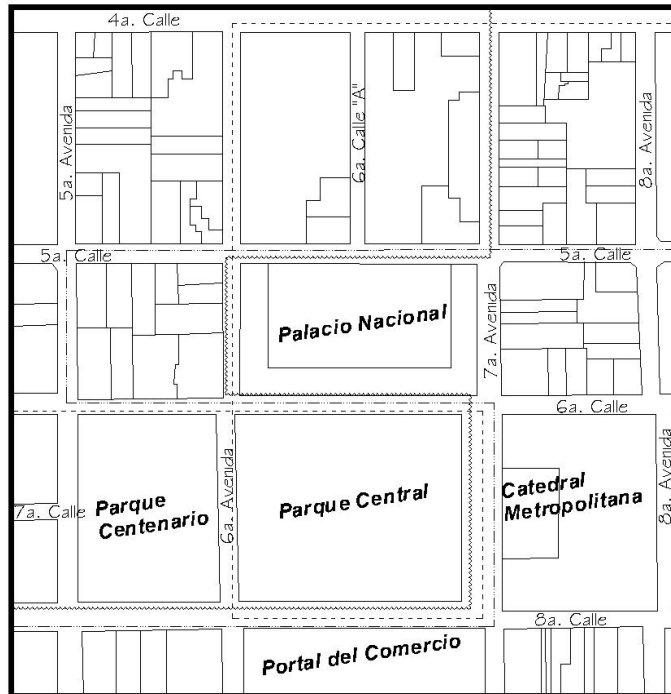 4a. Calle
5a. Avenida
6a. Calle "A"
8a. Avenida
5a. Calle
5a. Calle
Palacio Nacional
7a. Avenida
6a. Calle
7a. Calle
Parque
Centenario
6a. Avenida
Parque Central
Catedral
Metropolitana
8a. Avenida
8a. Calle
Portal del Comercio